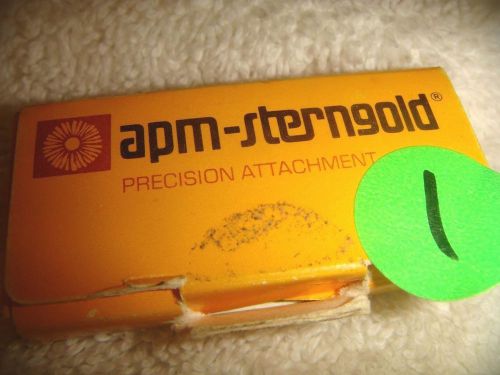 apm-sterngold®
PRECISION ATTACHMENT
1